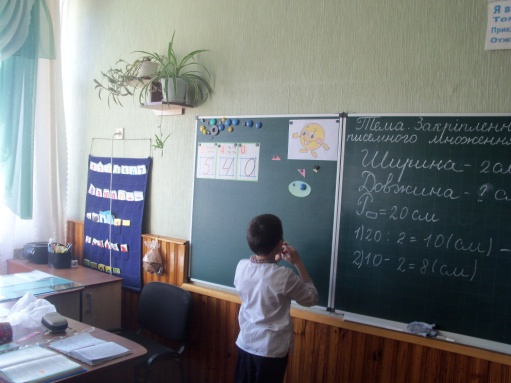 Я в
Тема. Закріплення
писемного множення
Ширина - 2 см
Довжина - ? с
5 4 0
P▭ = 20 см
1) 20 : 2 = 10 (см) -
2) 10 - 2 = 8 (см)